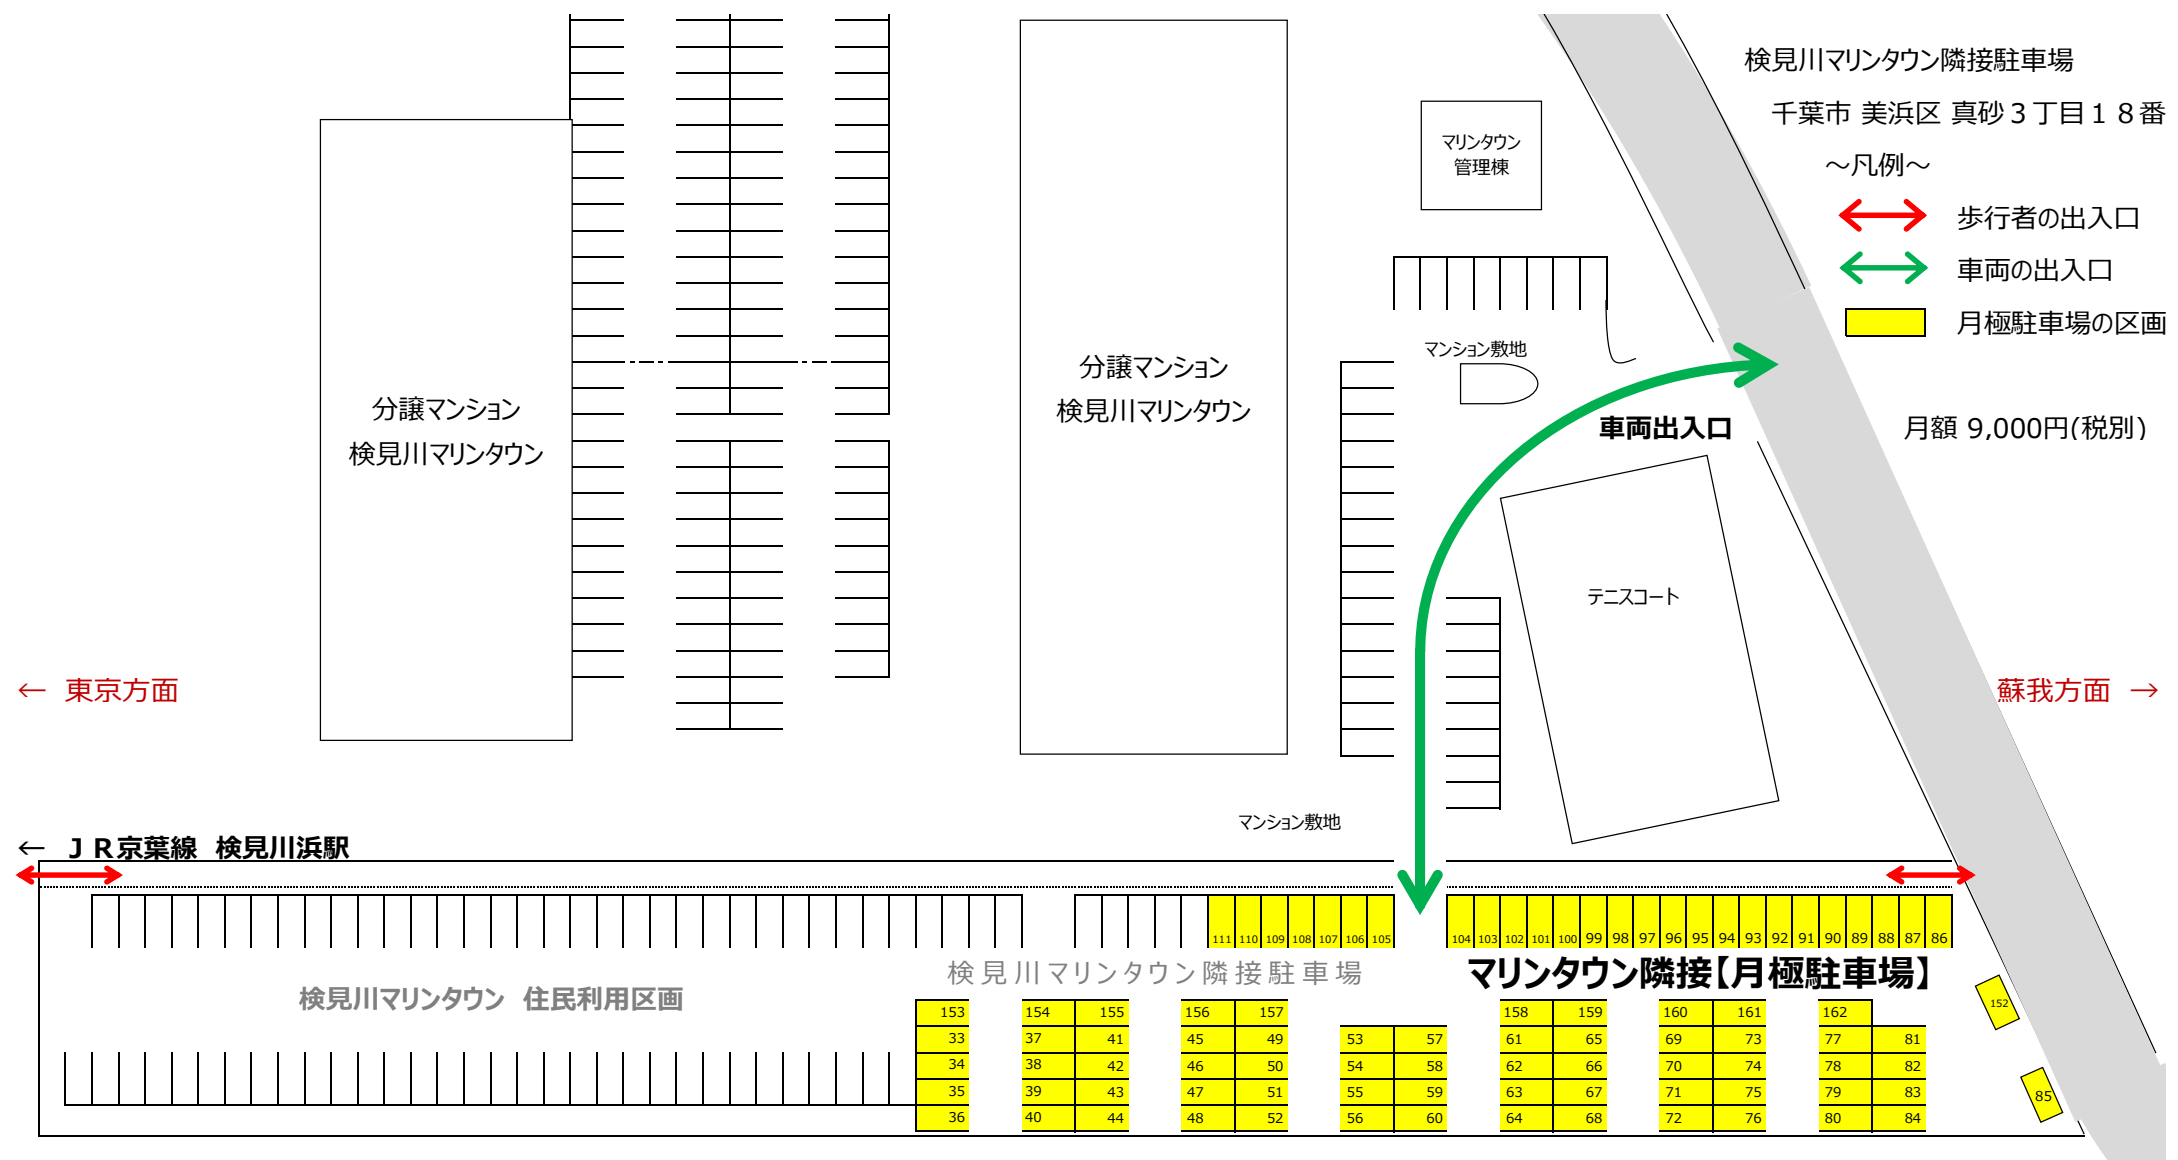 検見川マリンタウン隣接駐車場
千葉市 美浜区 真砂３丁目１８番
～凡例～
歩行者の出入口
車両の出入口
月極駐車場の区画
月額 9,000円(税別)
マリンタウン
管理棟
マンション敷地
車両出入口
分譲マンション
検見川マリンタウン
分譲マンション
検見川マリンタウン
テニスコート
← 東京方面
蘇我方面 →
マンション敷地
← ＪＲ京葉線 検見川浜駅
111 110 109 108 107 106 105 104 103 102 101 100 99 98 97 96 95 94 93 92 91 90 89 88 87 86
検見川マリンタウン隣接駐車場
マリンタウン隣接【月極駐車場】
検見川マリンタウン 住民利用区画
152
153 154 155 156 157 158 159 160 161 162
33 37 41 45 49 53 57 61 65 69 73 77 81
34 38 42 46 50 54 58 62 66 70 74 78 82
35 39 43 47 51 55 59 63 67 71 75 79 83
85
36 40 44 48 52 56 60 64 68 72 76 80 84